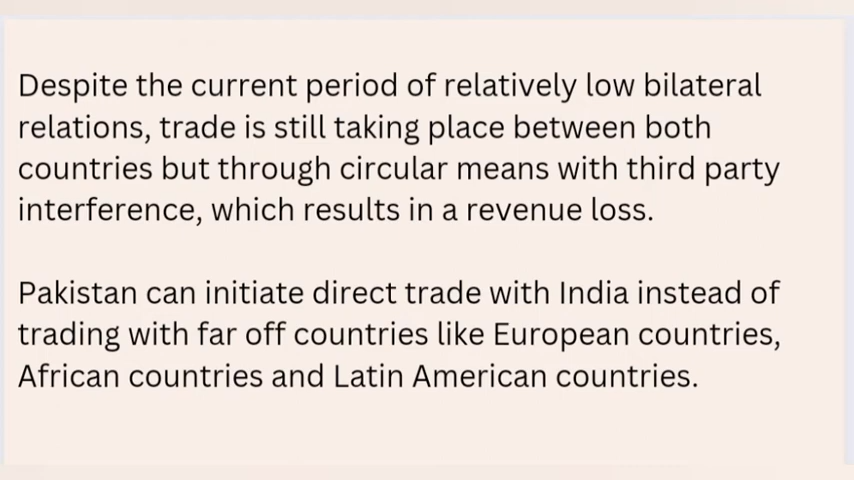 Despite the current period of relatively low bilateral
relations, trade is still taking place between both
countries but through circular means with third party
interference, which results in a revenue loss.
Pakistan can initiate direct trade with India instead of
trading with far off countries like European countries,
African countries and Latin American countries.